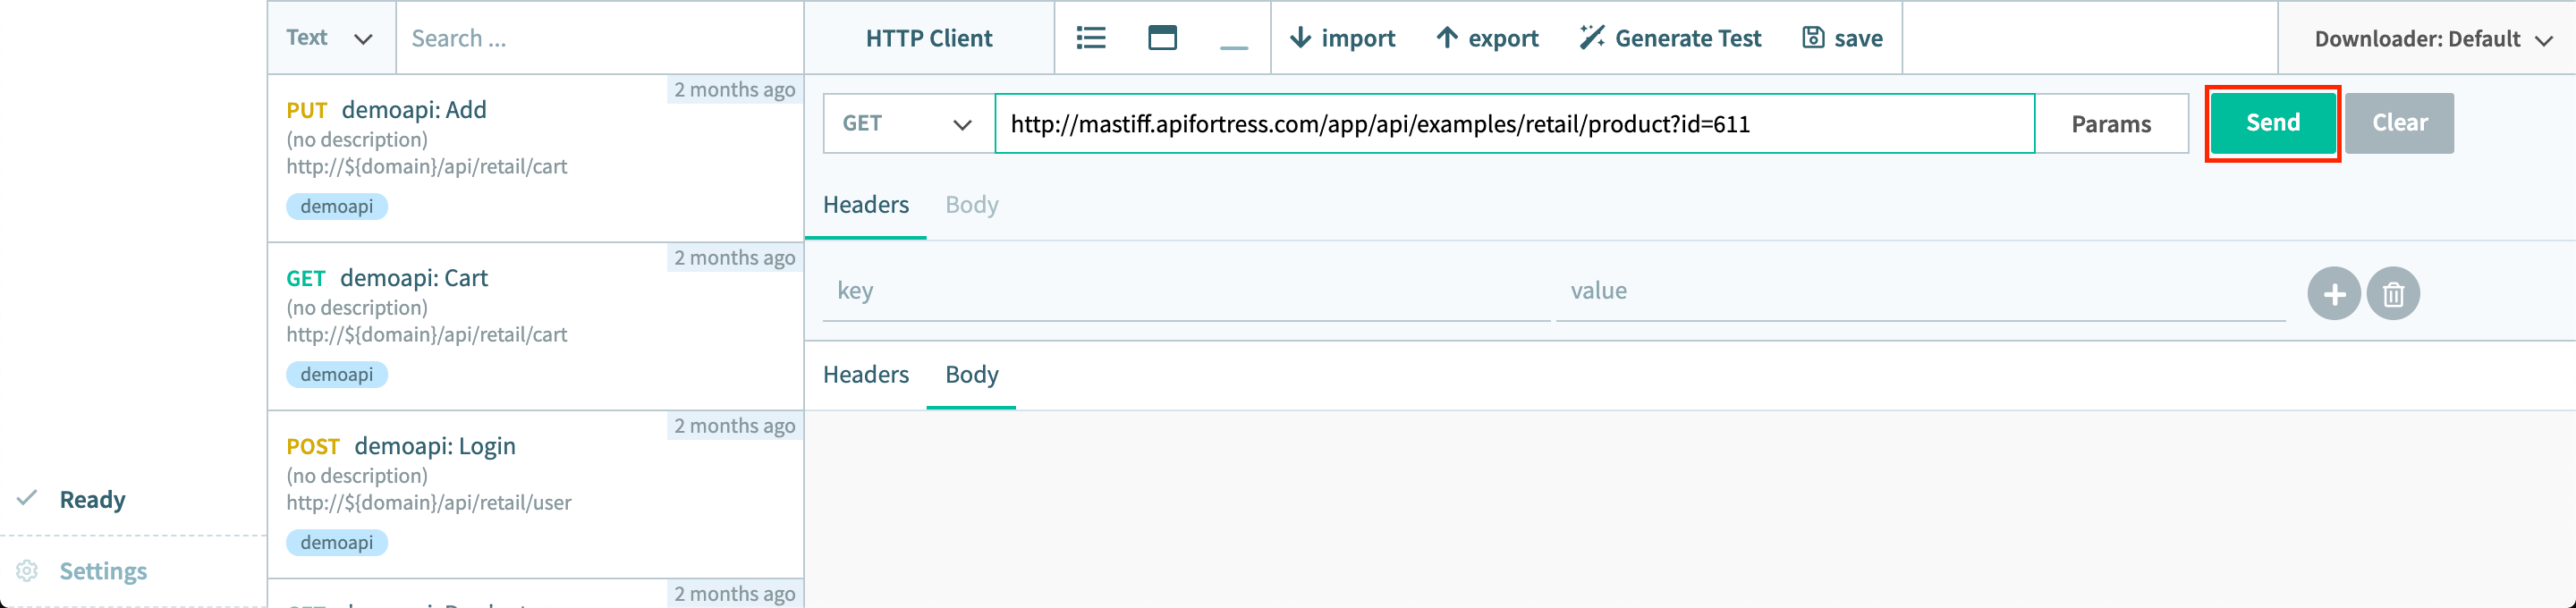 Text
Search ...
HTTP Client
import
export
Generate Test
save
Downloader: Default
2 months ago
PUT demoapi: Add
(no description)
http://${domain}/api/retail/cart
demoapi
2 months ago
GET demoapi: Cart
(no description)
http://${domain}/api/retail/cart
demoapi
2 months ago
POST demoapi: Login
(no description)
http://${domain}/api/retail/user
demoapi
2 months ago
GET
http://mastiff.apifortress.com/app/api/examples/retail/product?id=611
Params
Send
Clear
Headers
Body
key
value
Headers
Body
Ready
Settings